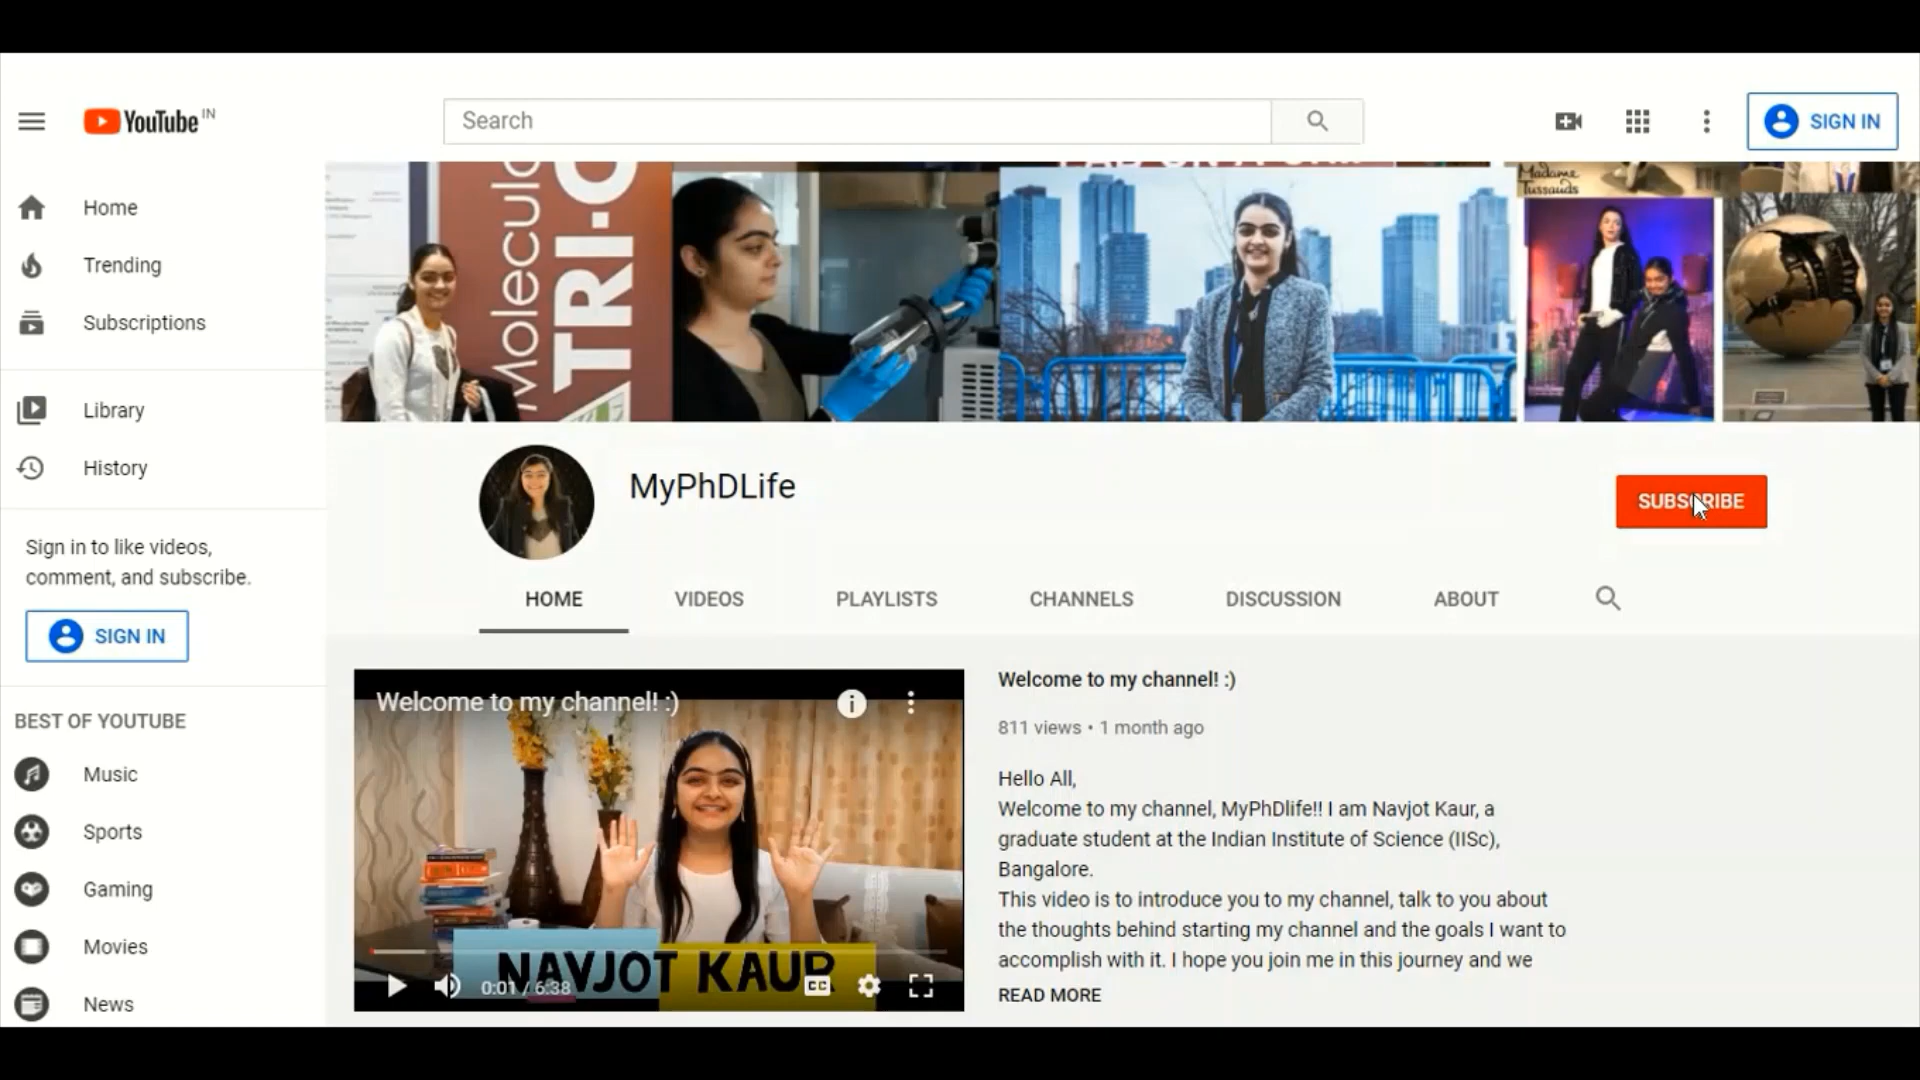 YouTube IN
Search
SIGN IN
Home
Trending
Subscriptions
Library
History
Sign in to like videos,
comment, and subscribe.
SIGN IN
BEST OF YOUTUBE
Music
Sports
Gaming
Movies
News
Madame
Tussauds
MyPhDLife
SUBSCRIBE
HOME
VIDEOS
PLAYLISTS
CHANNELS
DISCUSSION
ABOUT
Welcome to my channel! :)
NAVJOT KAUR
0:01 / 6:38
CC
Welcome to my channel! :)
811 views • 1 month ago
Hello All,
Welcome to my channel, MyPhDlife!! I am Navjot Kaur, a
graduate student at the Indian Institute of Science (IISc),
Bangalore.
This video is to introduce you to my channel, talk to you about
the thoughts behind starting my channel and the goals I want to
accomplish with it. I hope you join me in this journey and we
READ MORE